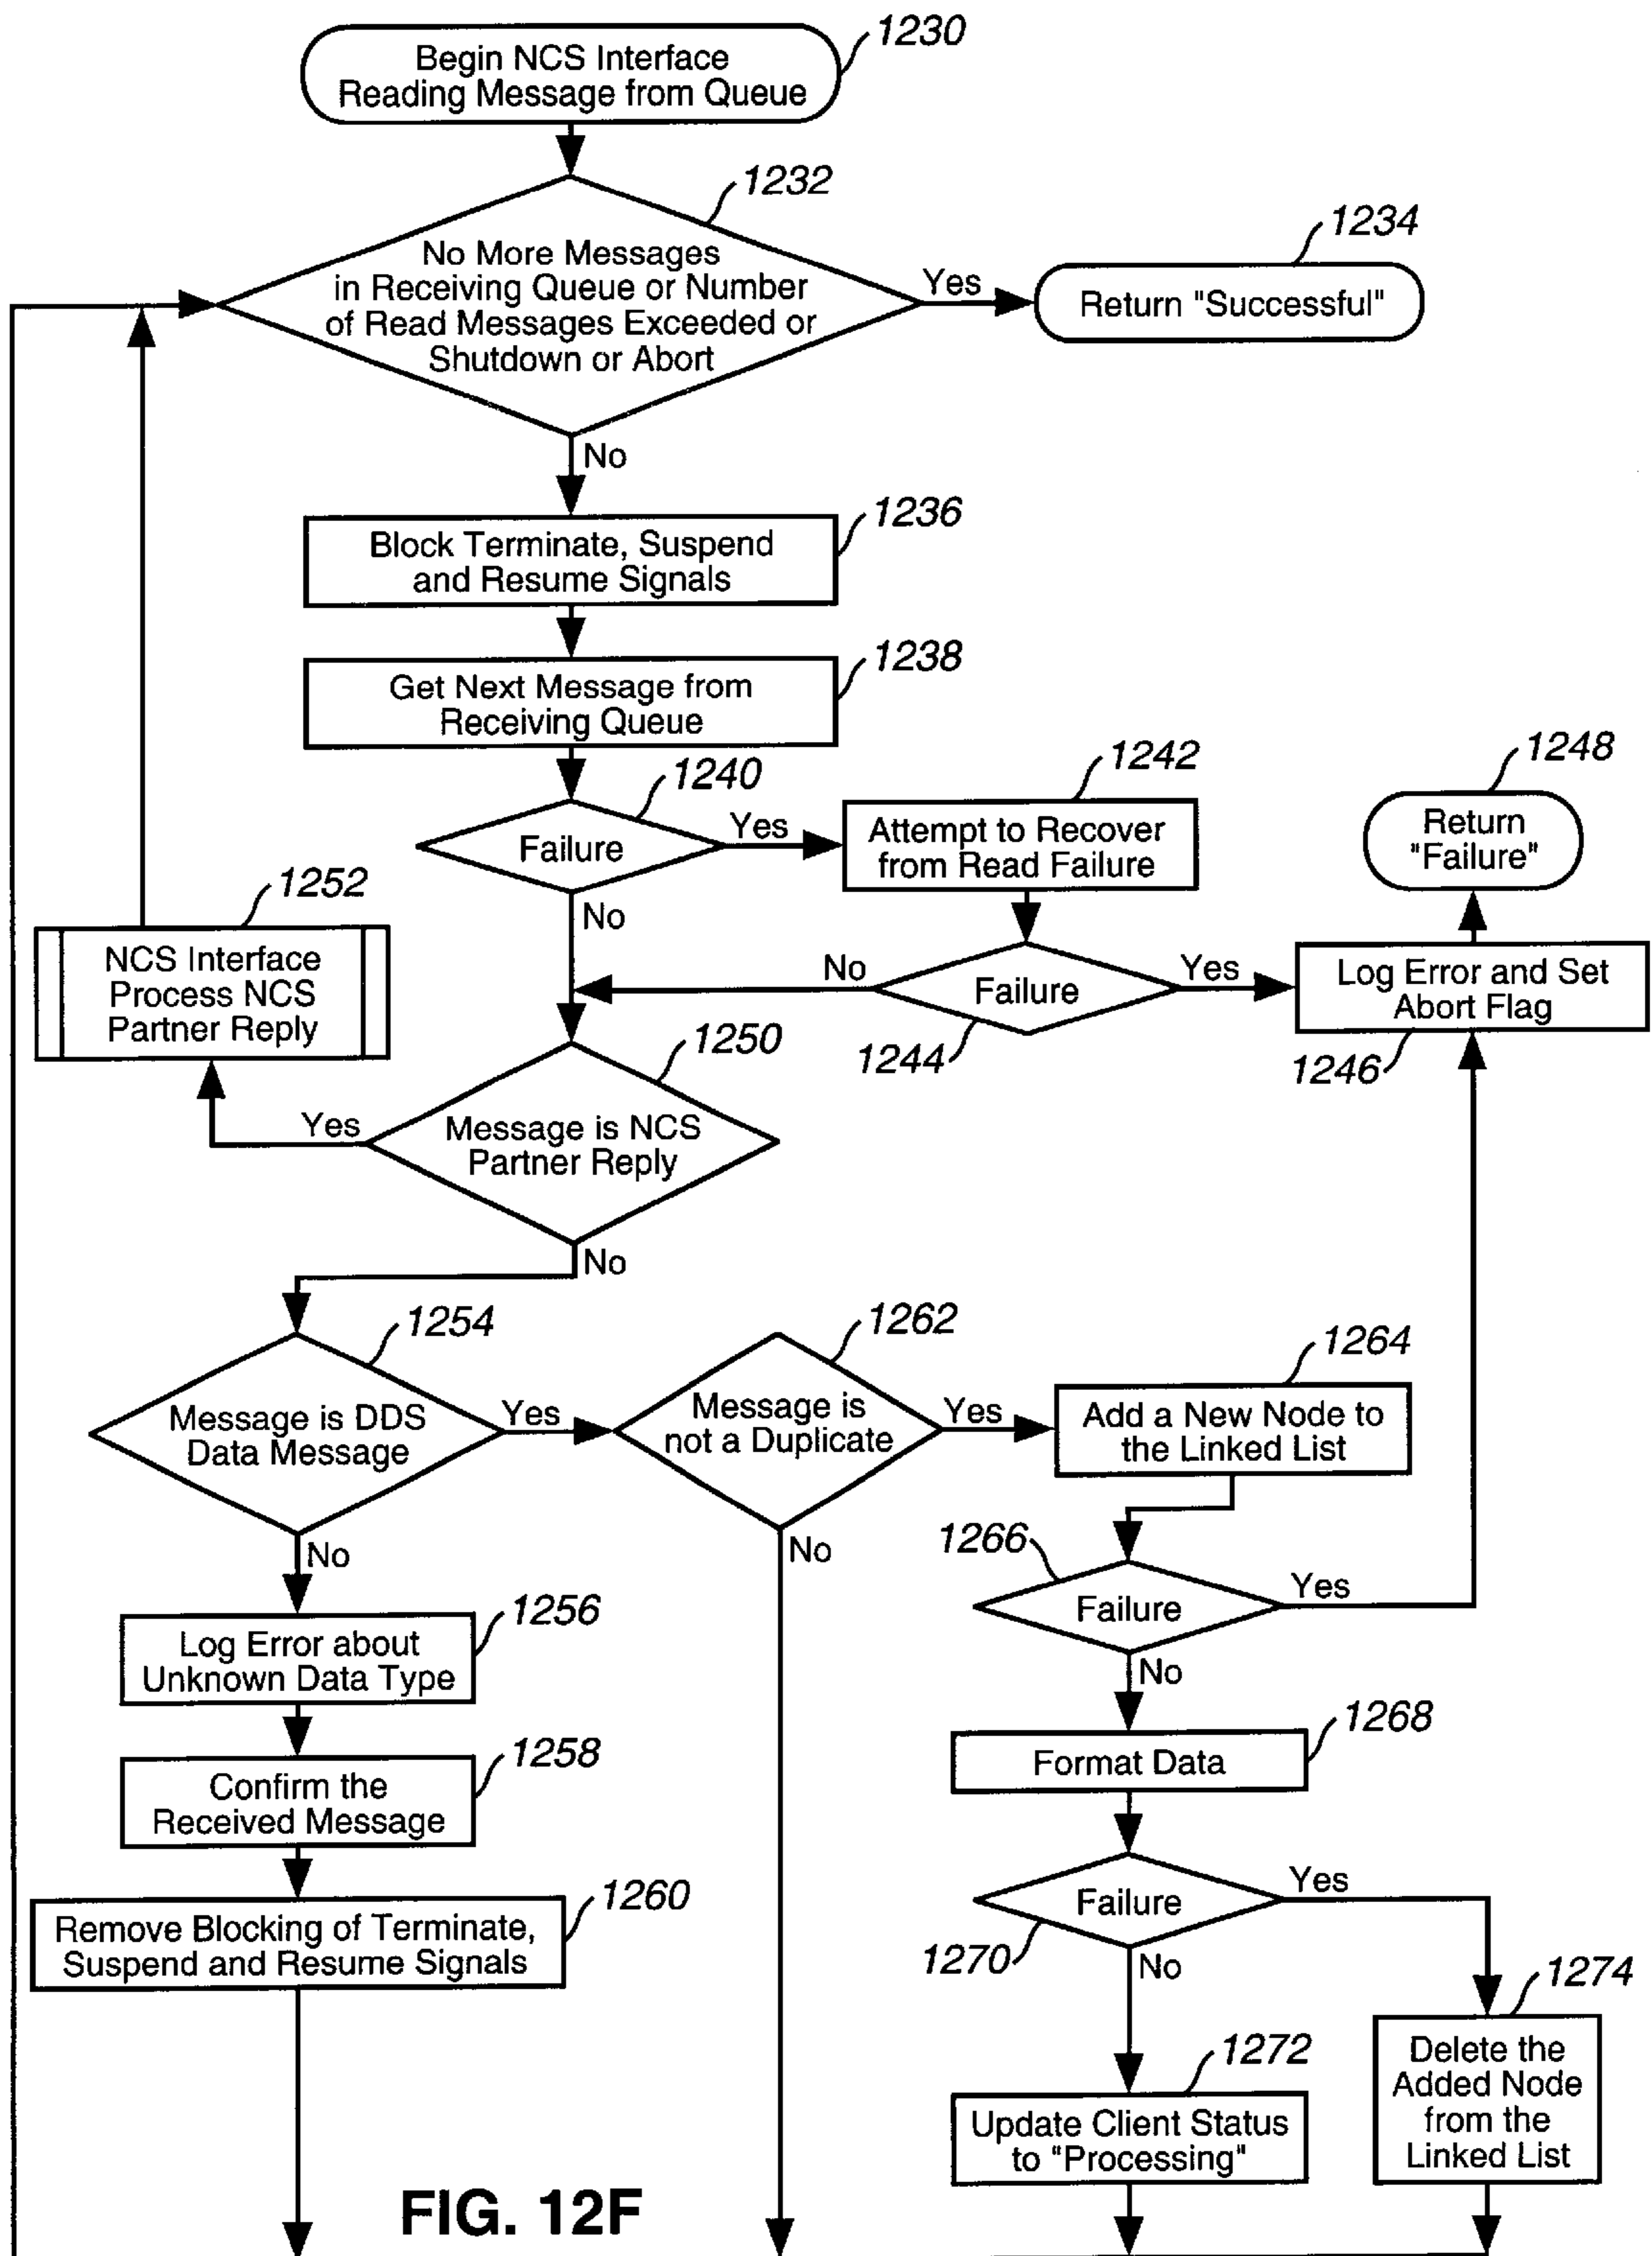 1230
Begin NCS Interface
Reading Message from Queue
1232
No More Messages
in Receiving Queue or Number
of Read Messages Exceeded or
Shutdown or Abort
Yes
1234
Return "Successful"
No
1236
Block Terminate, Suspend
and Resume Signals
1238
Get Next Message from
Receiving Queue
1240
Failure
Yes
1242
Attempt to Recover
from Read Failure
1248
Return
"Failure"
No
1252
NCS Interface
Process NCS
Partner Reply
No
Failure
Yes
1244
Log Error and Set
Abort Flag
1246
1250
Message is NCS
Partner Reply
Yes
No
1254
Message is DDS
Data Message
Yes
1262
Message is
not a Duplicate
Yes
1264
Add a New Node to
the Linked List
No
No
1266
Failure
Yes
1256
Log Error about
Unknown Data Type
No
1268
Format Data
1258
Confirm the
Received Message
1270
Failure
Yes
1260
Remove Blocking of Terminate,
Suspend and Resume Signals
No
1274
Delete the
Added Node
from the
Linked List
1272
Update Client Status
to "Processing"
FIG. 12F